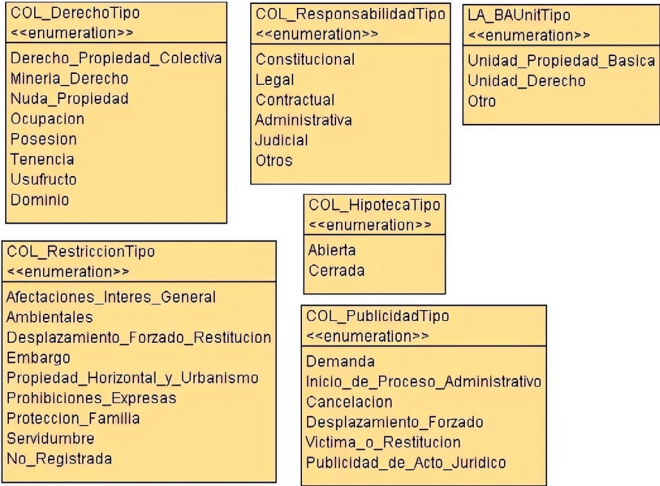 COL_DerechoTipo
<<enumeration>>
Derecho_Propiedad_Colectiva
Mineria_Derecho
Nuda_Propiedad
Ocupacion
Posesion
Tenencia
Usufructo
Dominio
COL_ResponsabilidadTipo
<<enumeration>>
Constitucional
Legal
Contractual
Administrativa
Judicial
Otros
LA_BAUnitTipo
<<enumeration>>
Unidad_Propiedad_Basica
Unidad_Derecho
Otro
COL_HipotecaTipo
<<enumeration>>
Abierta
Cerrada
COL_RestriccionTipo
<<enumeration>>
Afectaciones_Interes_General
Ambientales
Desplazamiento_Forzado_Restitucion
Embargo
Propiedad_Horizontal_y_Urbanismo
Prohibiciones_Expresas
Proteccion_Familia
Servidumbre
No_Registrada
COL_PublicidadTipo
<<enumeration>>
Demanda
Inicio_de_Proceso_Administrativo
Cancelacion
Desplazamiento_Forzado
Victima_o_Restitucion
Publicidad_de_Acto_Juridico